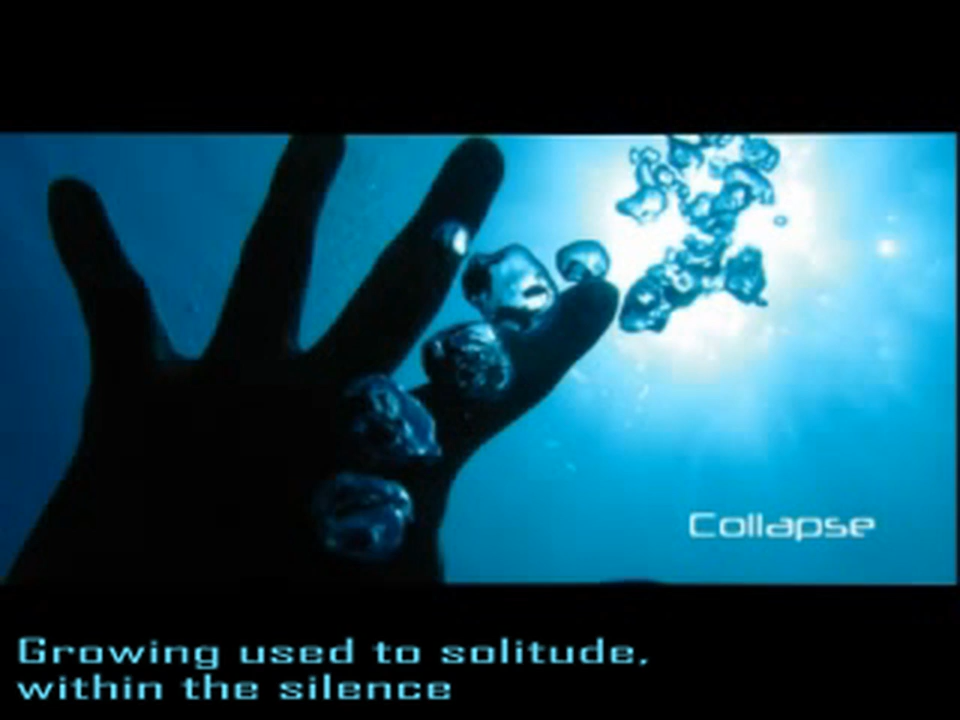 Collapse
Growing used to solitude,
within the silence